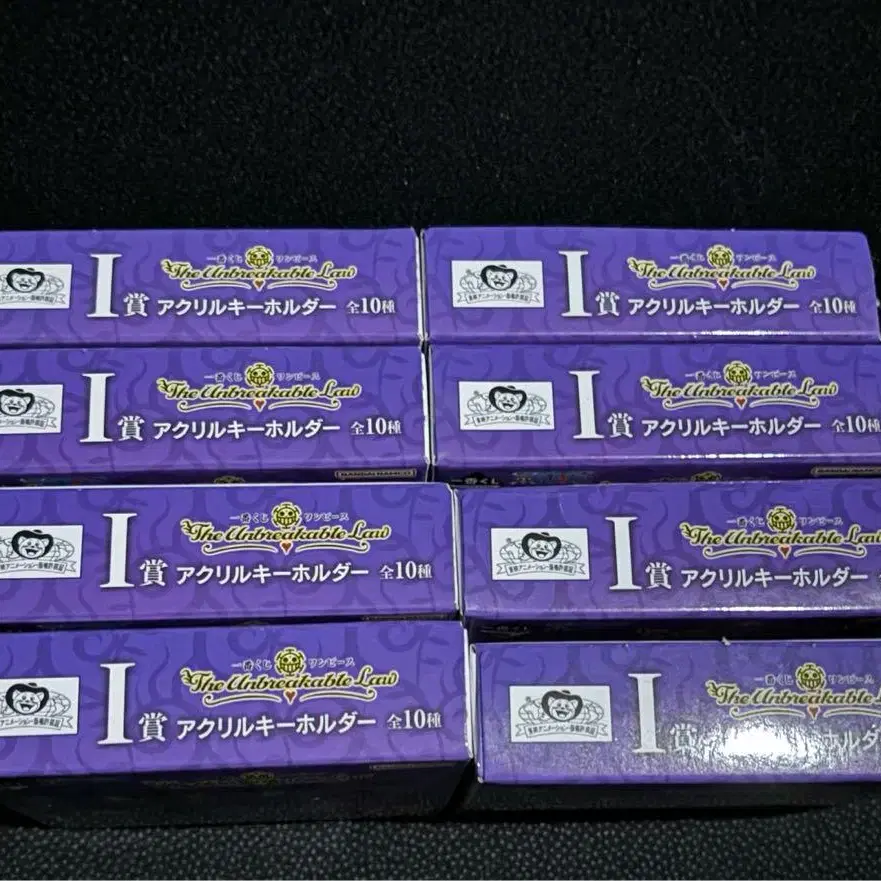 一番くじ ワンピース
The Unbreakable Law
I賞 アクリルキーホルダー 全10種
一番くじ ワンピース
The Unbreakable Law
I賞 アクリルキーホルダー 全10種
一番くじ ワンピース
The Unbreakable Law
I賞 アクリルキーホルダー 全10種
一番くじ ワンピース
The Unbreakable Law
I賞 アクリルキーホルダー 全10種
BANDAI NAMCO
一番くじ
BANDAI NAMCO
一番くじ ワンピース
The Unbreakable Law
I賞 アクリルキーホルダー 全10種
一番くじ ワンピース
The Unbreakable Law
I賞 アクリルキーホルダー
一番くじ ワンピース
The Unbreakable Law
I賞 アクリルキーホルダー 全10種
一番くじ ワンピース
The Unbreakable
I賞